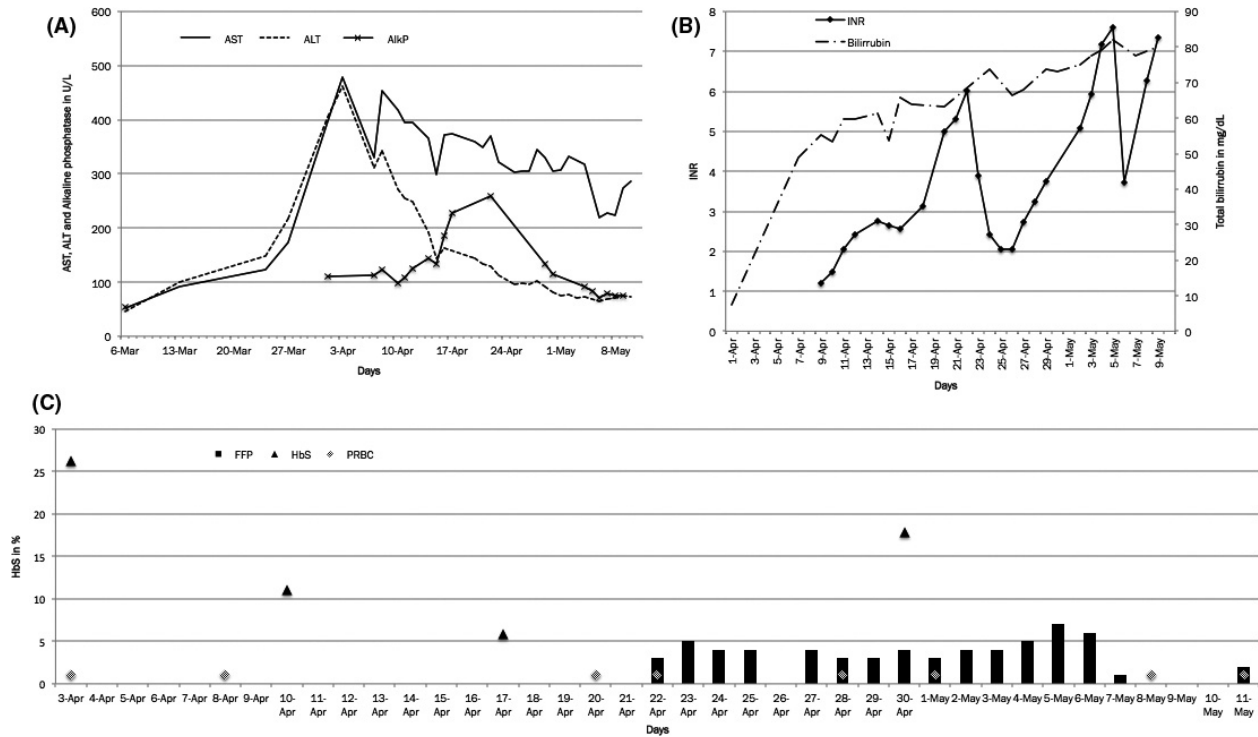 (A)
600
500
400
300
200
100
0
AST, ALT and Alkaline phosphatase in U/L
AST ALT AlkP
6-Mar 13-Mar 20-Mar 27-Mar 3-Apr 10-Apr 17-Apr 24-Apr 1-May 8-May
Days
(B)
8
7
6
5
4
3
2
1
0
INR
INR
Bilirrubin
90
80
70
60
50
40
30
20
10
0
Total bilirrubin in mg/dL
1-Apr 3-Apr 5-Apr 7-Apr 9-Apr 11-Apr 13-Apr 15-Apr 17-Apr 19-Apr 21-Apr 23-Apr 25-Apr 27-Apr 29-Apr 1-May 3-May 5-May 7-May 9-May
Days
(C)
30
25
20
15
10
5
0
HbS in %
FFP HbS PRBC
3-Apr 4-Apr 5-Apr 6-Apr 7-Apr 8-Apr 9-Apr 10- 11- 12- 13- 14- 15- 16- 17- 18- 19- 20- 21- 22- 23- 24- 25- 26- 27- 28- 29- 30- 1-May 2-May 3-May 4-May 5-May 6-May 7-May 8-May 9-May 10- 11-
Apr Apr Apr Apr Apr Apr Apr Apr Apr Apr Apr Apr Apr Apr Apr Apr Apr Apr Apr Apr Apr May May
Days